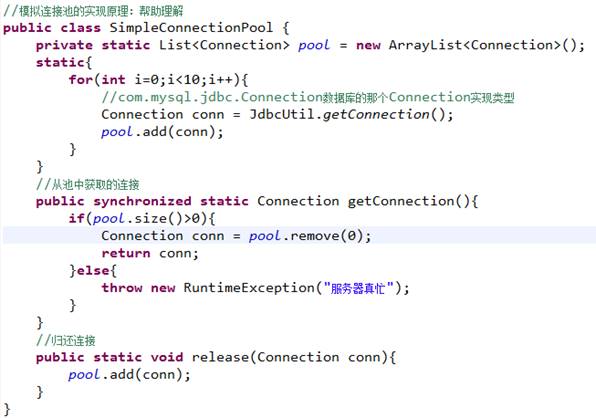 //模拟连接池的实现原理：帮助理解
public class SimpleConnectionPool {
    private static List<Connection> pool = new ArrayList<Connection>();
    static{
        for(int i=0;i<10;i++){
            //com.mysql.jdbc.Connection数据库的那个Connection实现类型
            Connection conn = JdbcUtil.getConnection();
            pool.add(conn);
        }
    }
    //从池中获取的连接
    public synchronized static Connection getConnection(){
        if(pool.size()>0){
            Connection conn = pool.remove(0);
            return conn;
        }else{
            throw new RuntimeException("服务器真忙");
        }
    }
    //归还连接
    public static void release(Connection conn){
        pool.add(conn);
    }
}